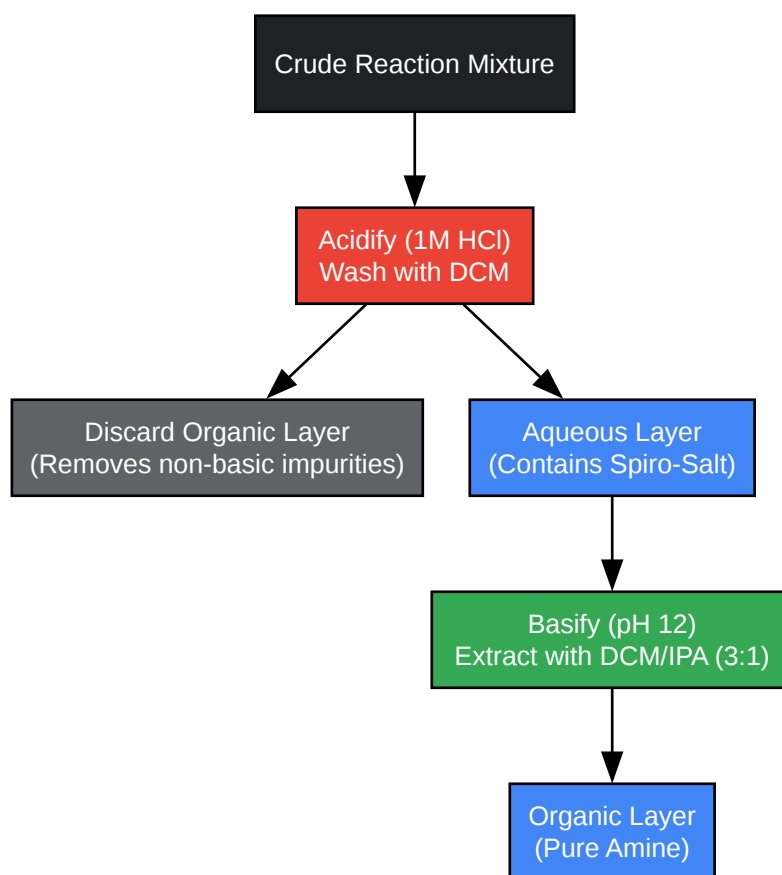 Crude Reaction Mixture
Acidify (1M HCl)
Wash with DCM
Discard Organic Layer
(Removes non-basic impurities)
Aqueous Layer
(Contains Spiro-Salt)
Basify (pH 12)
Extract with DCM/IPA (3:1)
Organic Layer
(Pure Amine)